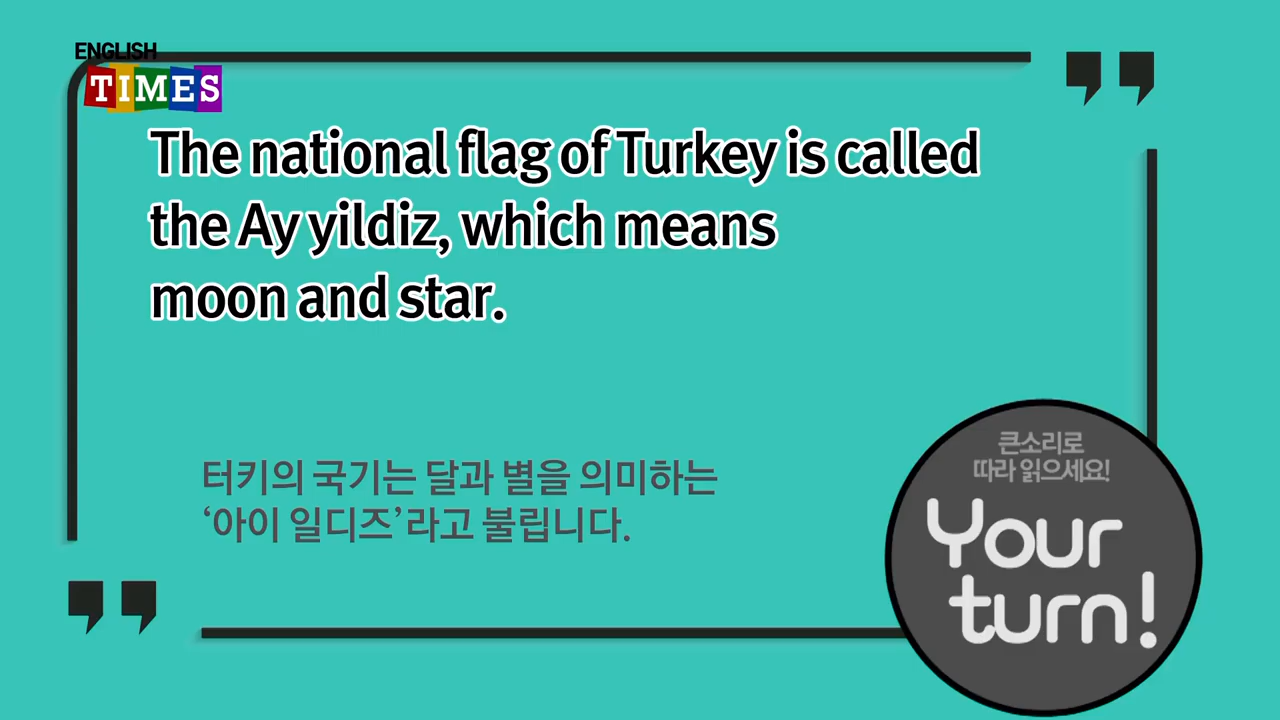 ENGLISH
TIMES
The national flag of Turkey is called
the Ay yildiz, which means
moon and star.
터키의 국기는 달과 별을 의미하는
‘아이 일디즈’라고 불립니다.
큰소리로
따라 읽으세요!
Your
turn!